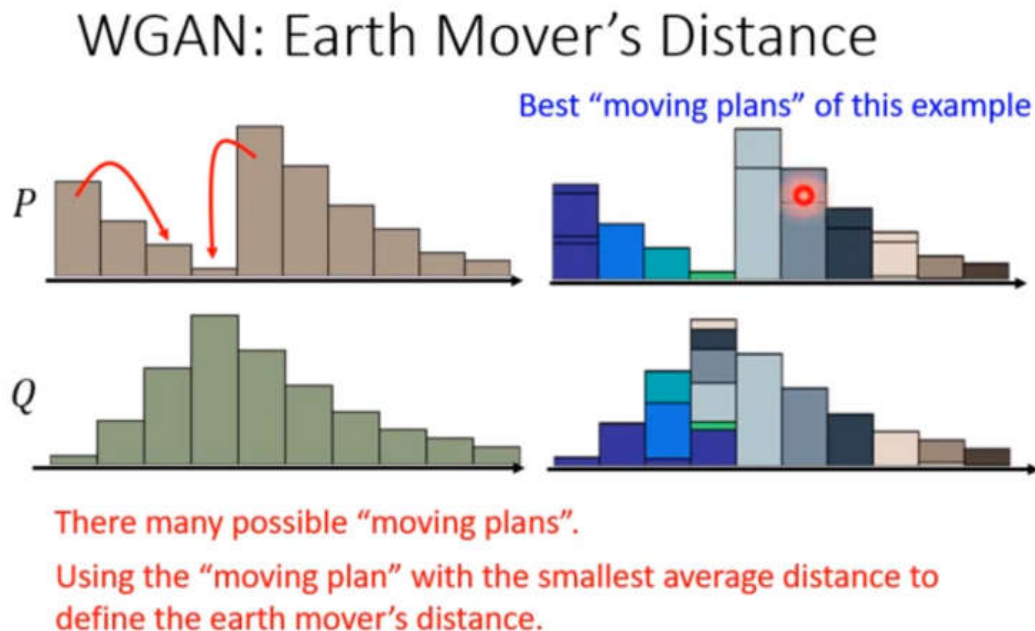 WGAN: Earth Mover's Distance
Best “moving plans” of this example
P
Q
There many possible “moving plans”.
Using the “moving plan” with the smallest average distance to
define the earth mover's distance.